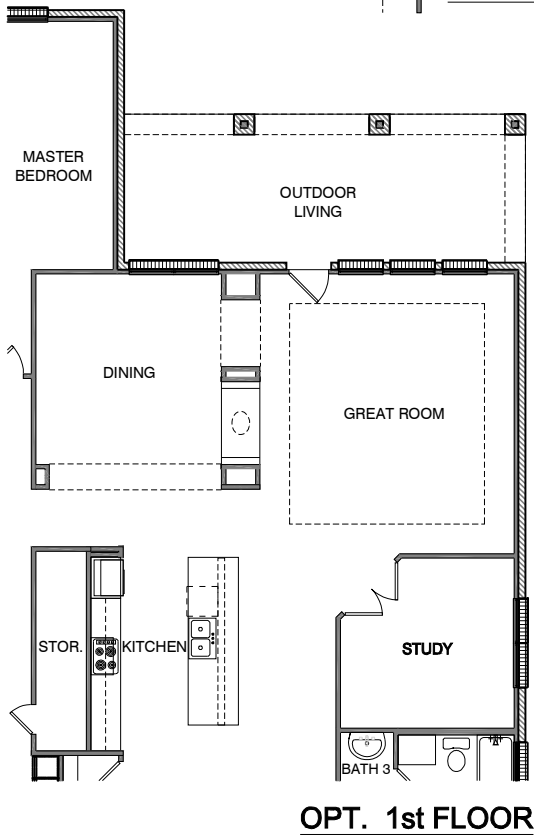 MASTER
BEDROOM
OUTDOOR
LIVING
DINING
GREAT ROOM
STOR.
KITCHEN
STUDY
BATH 3
OPT. 1st FLOOR